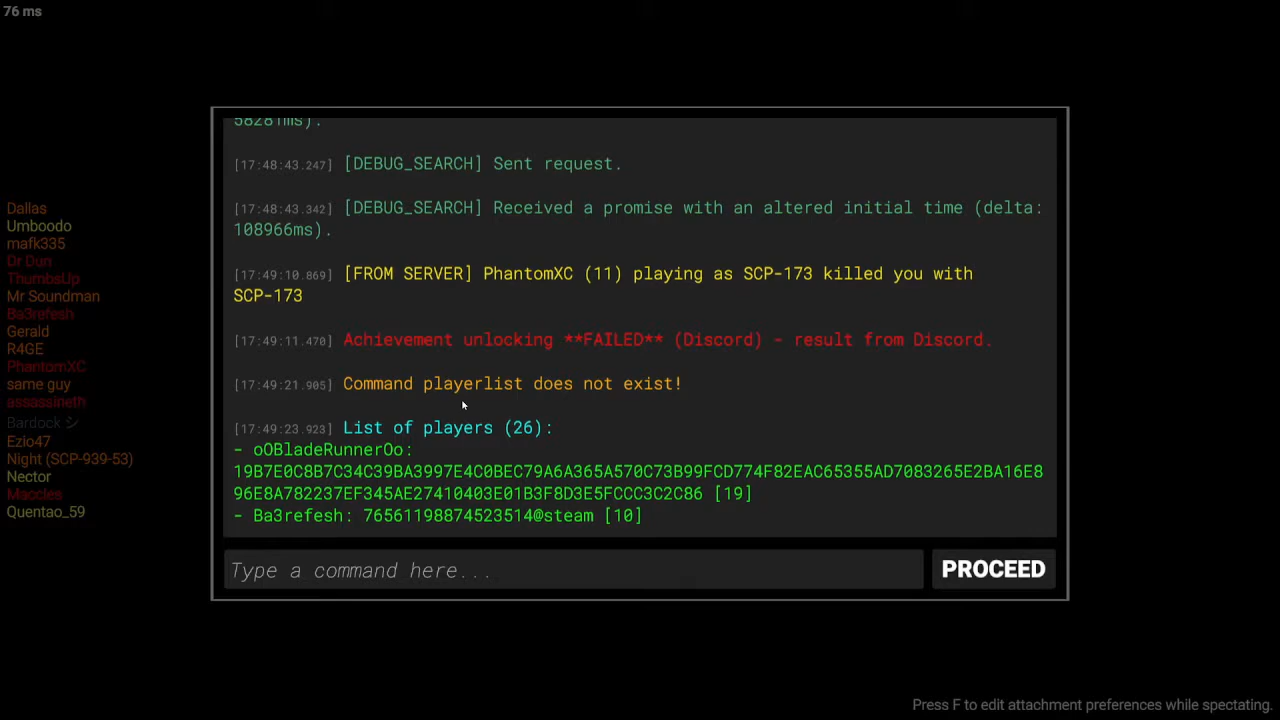 76 ms
58281ms).
[17:48:43.247] [DEBUG_SEARCH] Sent request.
[17:48:43.342] [DEBUG_SEARCH] Received a promise with an altered initial time (delta:
108966ms).
[17:49:10.869] [FROM SERVER] PhantomXC (11) playing as SCP-173 killed you with
SCP-173
[17:49:11.470] Achievement unlocking **FAILED** (Discord) - result from Discord.
[17:49:21.905] Command playerlist does not exist!
[17:49:23.923] List of players (26):
- oOBladeRunnerOo:
19B7E0C8B7C34C39BA3997E4C0BEC79A6A365A570C73B99FCD774F82EAC65355AD7083265E2BA16E8
96E8A782237EF345AE27410403E01B3F8D3E5FCCC3C2C86 [19]
- Ba3refesh: 76561198874523514@steam [10]
Type a command here...
PROCEED
Dallas
Umboodo
mafk335
Dr Dun
ThumbsUp
Mr Soundman
Ba3refesh
Gerald
R4GE
PhantomXC
same guy
assassineth
Bardock シ
Ezio47
Night (SCP-939-53)
Nector
Maccles
Quentao_59
Press F to edit attachment preferences while spectating.